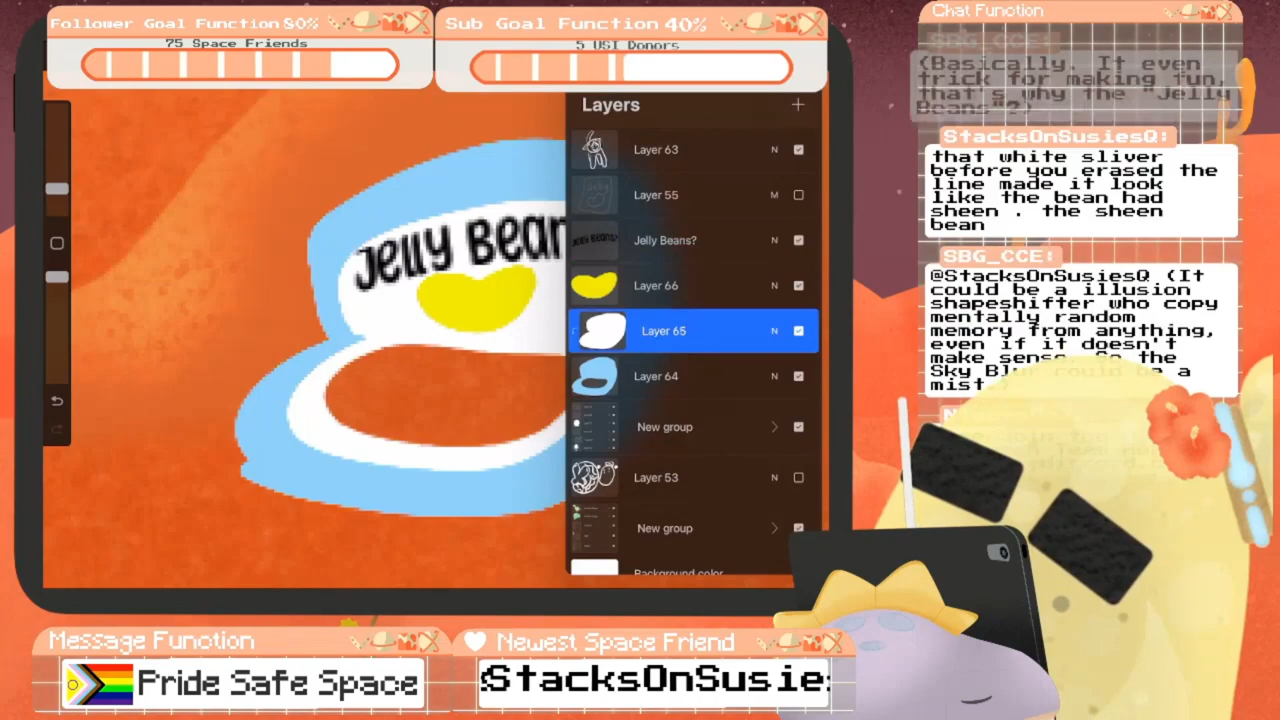 Follower Goal Function 80%
75 Space Friends
Sub Goal Function 40%
5 USI Donors
Chat Function
SBG_CCE:
(Basically. It even
trick for making fun,
that's why the "Jelly
Beans"?)
StacksOnSusiesQ:
that white sliver
before you erased the
line made it look
like the bean had
sheen . the sheen
bean
SBG_CCE:
@StacksOnSusiesQ (It
could be a illusion
shapeshifter who copy
mentally random
memory from anything,
even if it doesn't
make sense. So the
Sky Blur could be a
mist.)
Layers
Layer 63 N
Layer 55 M
Jelly Beans? N
Layer 66 N
Layer 65 N
Layer 64 N
New group
Layer 53 N
New group
Background color
Jelly Bean
Message Function
Pride Safe Space
Newest Space Friend
StacksOnSusie